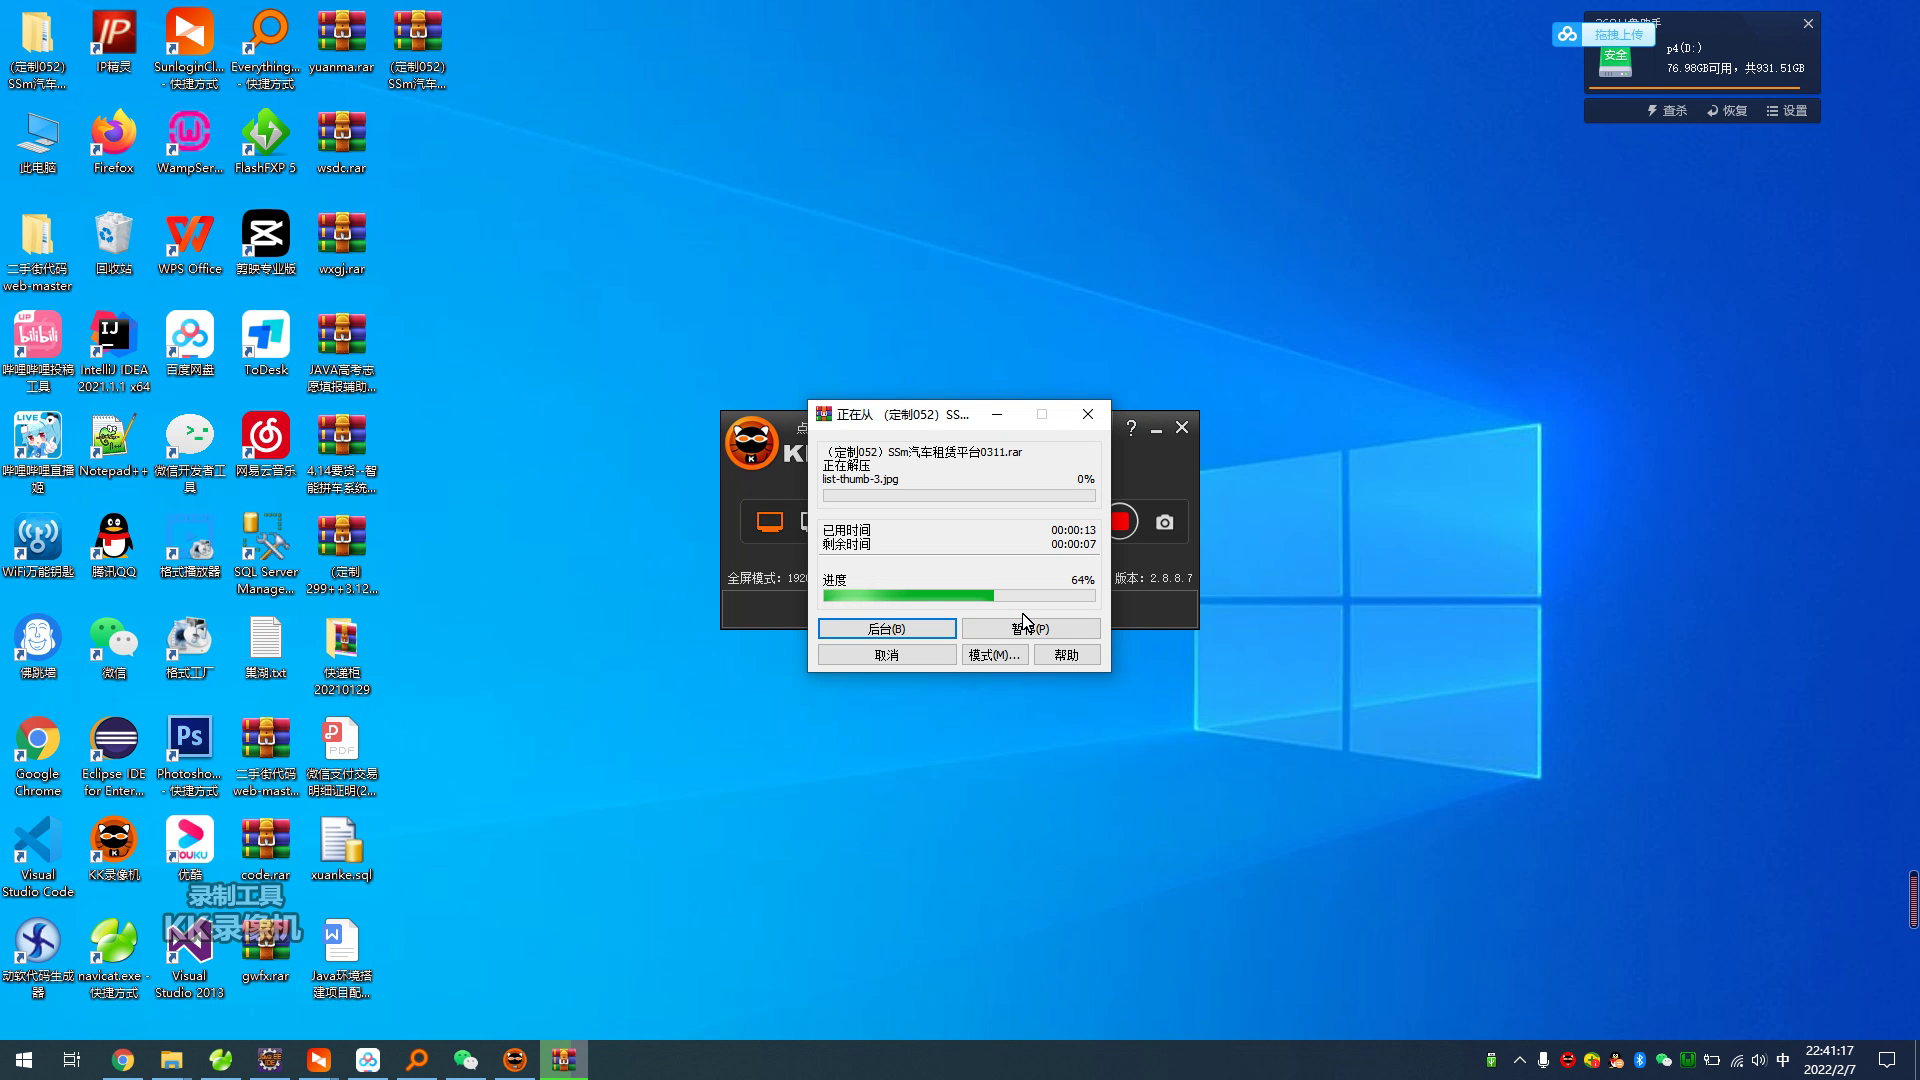 (定制052)
SSm汽车...
IP精灵
SunloginCl...
- 快捷方式
Everything...
- 快捷方式
yuanma.rar
(定制052)
SSm汽车...
此电脑
Firefox
WampSer...
FlashFXP 5
wsdc.rar
二手街代码
web-master
回收站
WPS Office
剪映专业版
wxgj.rar
哔哩哔哩投稿
工具
IntelliJ IDEA
2021.1.1 x64
百度网盘
ToDesk
JAVA高考志
愿填报辅助...
哔哩哔哩直播
姬
Notepad++
微信开发者工
具
网易云音乐
4.14要货--智
能拼车系统...
WiFi万能钥匙
腾讯QQ
格式播放器
SQL Server
Manage...
(定制
299++3.12...
佛跳墙
微信
格式工厂
巢湖.txt
快递柜
20210129
Google
Chrome
Eclipse IDE
for Enter...
Photosho...
- 快捷方式
二手街代码
web-mast...
微信支付交易
明细证明(2...
Visual
Studio Code
KK录像机
优酷
code.rar
xuanke.sql
录制工具
KK录像机
动软代码生成
器
navicat.exe -
快捷方式
Visual
Studio 2013
gwfx.rar
Java环境搭
建项目配...
拖拽上传
安全
p4(D:)
76.98GB可用，共931.51GB
查杀
恢复
设置
正在从 （定制052）SS...
（定制052）SSm汽车租赁平台0311.rar
正在解压
list-thumb-3.jpg
0%
已用时间
00:00:13
剩余时间
00:00:07
进度
64%
后台(B)
取消
模式(M)...
帮助
全屏模式：192
版本：2.8.8.7
中
22:41:17
2022/2/7